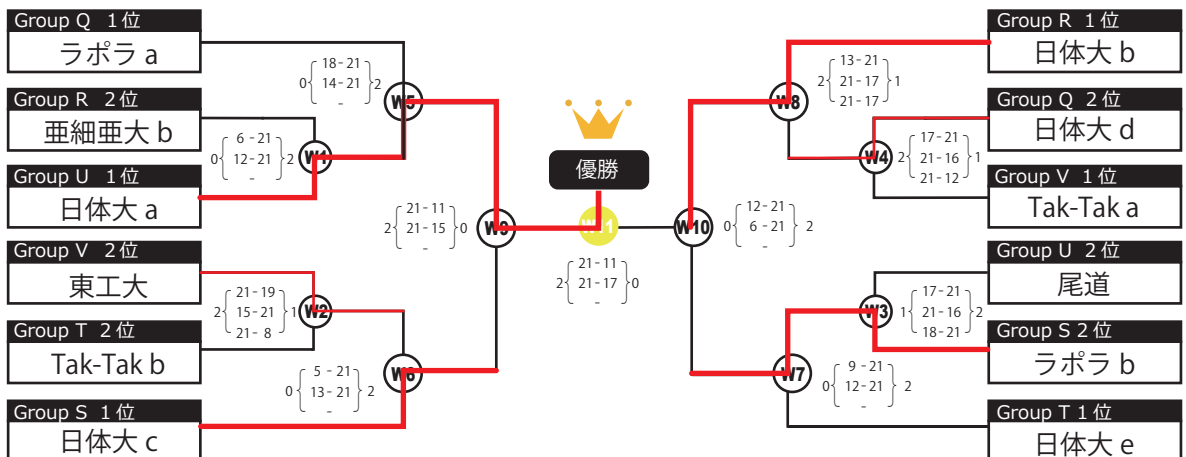 Group Q 1位
ラポラ a
Group R 2位
亜細亜大 b
Group U 1位
日体大 a
Group V 2位
東工大
Group T 2位
Tak-Tak b
Group S 1位
日体大 c
18-21
0 14-21 2
-
W5
6-21
0 12-21 2
-
W1
21-19
2 15-21 1
21-8
W2
5-21
0 13-21 2
-
W6
21-11
2 21-15 0
-
W9
優勝
W11
21-11
2 21-17 0
-
W10
12-21
0 6-21 2
-
13-21
2 21-17 1
21-17
W8
17-21
2 21-16 1
21-12
W4
17-21
1 21-16 2
18-21
W3
9-21
0 12-21 2
-
W7
Group R 1位
日体大 b
Group Q 2位
日体大 d
Group V 1位
Tak-Tak a
Group U 2位
尾道
Group S 2位
ラポラ b
Group T 1位
日体大 e